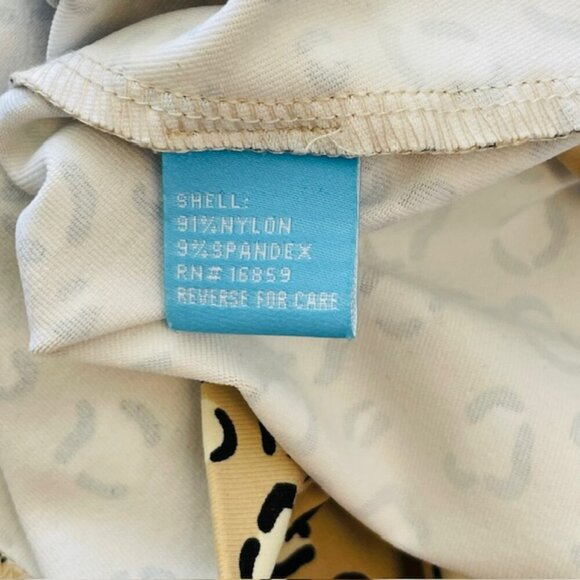 SHELL:
91%NYLON
9%SPANDEX
RN# 16859
REVERSE FOR CARE